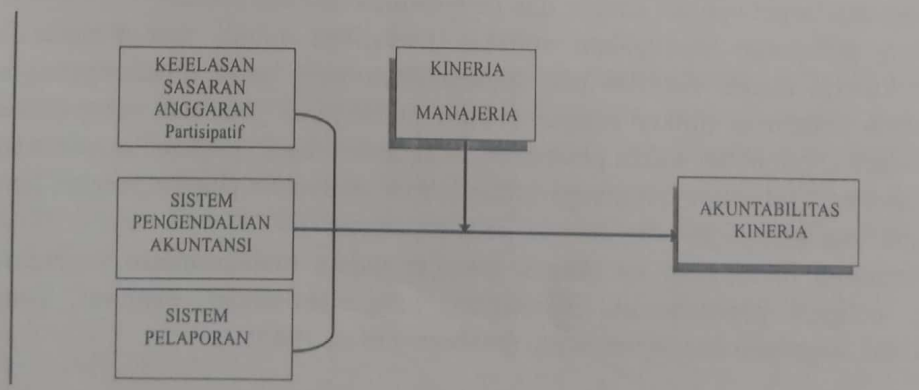 KEJELASAN
SASARAN
ANGGARAN
Partisipatif
KINERJA
MANAJERIA
SISTEM
PENGENDALIAN
AKUNTANSI
AKUNTABILITAS
KINERJA
SISTEM
PELAPORAN